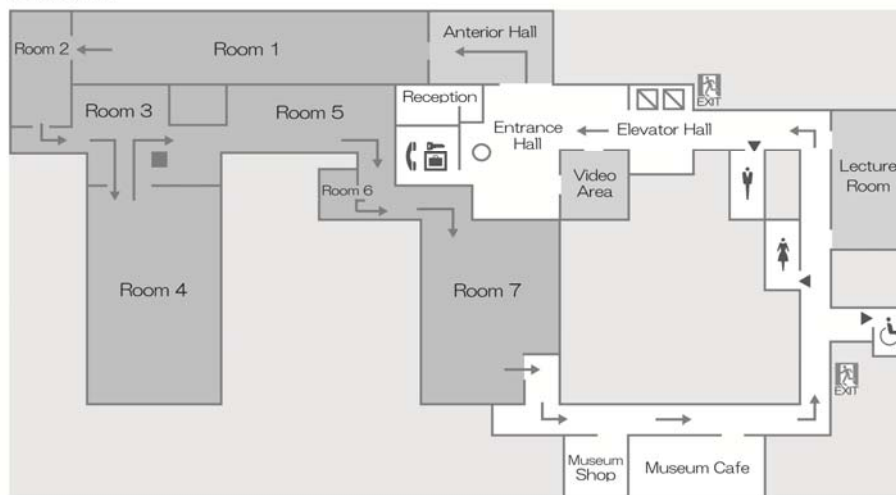 Anterior Hall
Room 2
Room 1
EXIT
Reception
Room 3
Room 5
Entrance
Hall
Elevator Hall
Lecture
Room
Video
Area
Room 6
Room 4
Room 7
EXIT
Museum
Shop
Museum Cafe